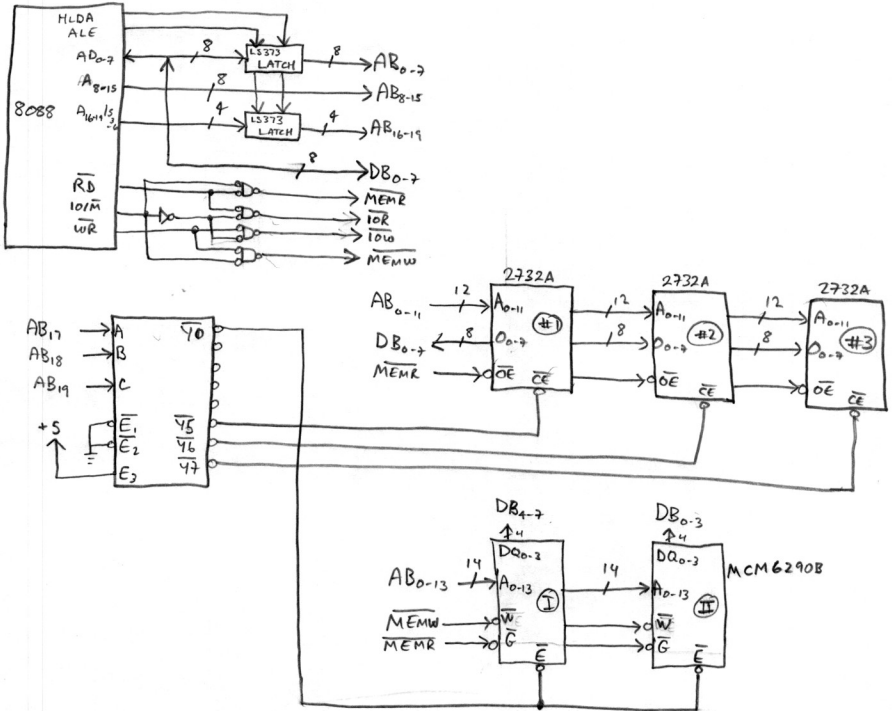 HLDA
ALE
AD0-7
A8-15
A16-19/S3-6
8088
RD
IO/M
WR
LS373
LATCH
LS373
LATCH
8
8
AB0-7
8
AB8-15
4
4
AB16-19
8
DB0-7
MEMR
IOR
IOW
MEMW
2732A
2732A
2732A
AB0-11
12
A0-11
#1
12
A0-11
#2
12
A0-11
#3
DB0-7
8
O0-7
8
O0-7
8
O0-7
MEMR
OE
CE
OE
CE
OE
CE
AB17
A
Y0
AB18
B
AB19
C
+5
E1
Y5
E2
Y6
E3
Y7
DB4-7
4
DB0-3
4
DQ0-3
DQ0-3
MCM6290B
AB0-13
14
A0-13
I
14
A0-13
II
MEMW
W
W
MEMR
G
G
E
E